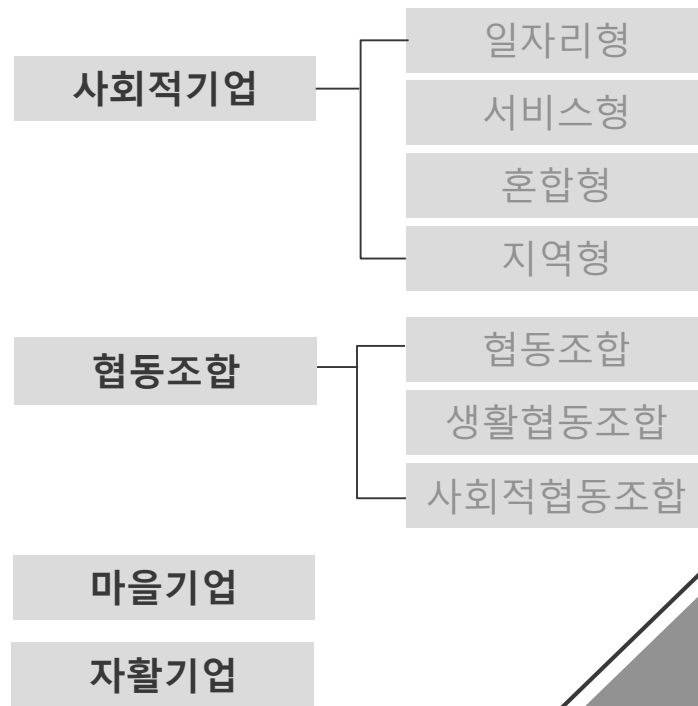 사회적기업
일자리형
서비스형
혼합형
지역형
협동조합
협동조합
생활협동조합
사회적협동조합
마을기업
자활기업